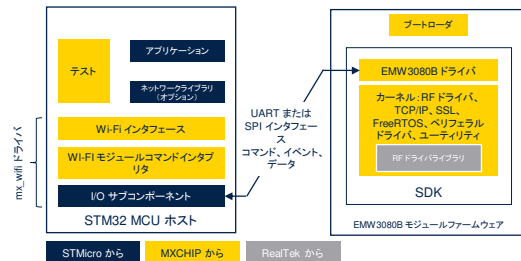 mx_wifi ドライバ
テスト
アプリケーション
ネットワークライブラリ
(オプション)
Wi-Fi インタフェース
WI-FI モジュールコマンドインタプ
リタ
I/O サブコンポーネント
STM32 MCU ホスト
UART または
SPI インタフェー
ス
コマンド、イベント、
データ
ブートローダ
EMW3080B ドライバ
カーネル：RF ドライバ、
TCP/IP、SSL、
FreeRTOS、ペリフェラル
ドライバ、ユーティリティ
RF ドライバライブラリ
SDK
EMW3080B モジュールファームウェア
STMicro から
MXCHIP から
RealTek から